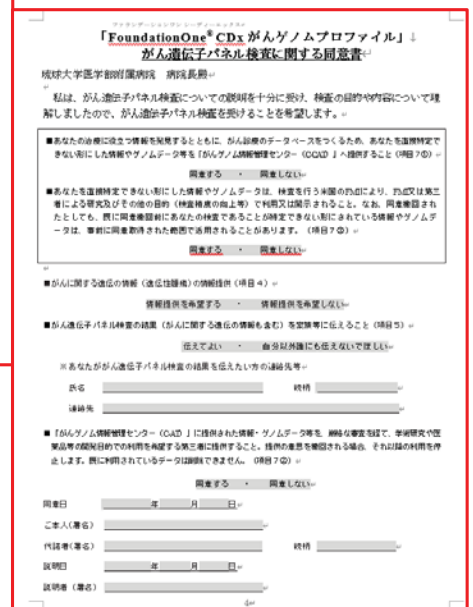 ファウンデーションワン シーディーエックス
「FoundationOne® CDx がんゲノムプロファイル」↓
がん遺伝子パネル検査に関する同意書↵
琉球大学医学部附属病院　病院長殿↵
私は、がん遺伝子パネル検査についての説明を十分に受け、検査の目的や内容について理
解しましたので、がん遺伝子パネル検査を受けることを希望します。↵
■あなたの治療に役立つ情報を発見するとともに、がん診療のデータベースをつくるため、あなたを直接特定で
きない形にした情報やゲノムデータ等を「がんゲノム情報管理センター（CCAT）」へ提供すること（項目7①）↵
同意する　・　同意しない↵
■あなたを直接特定できない形にした情報やゲノムデータは、検査を行う米国のFMIにより、FMI又は第三
者による研究及びその他の目的（検査精度の向上等）で利用又は開示されること。なお、同意撤回され
たとしても、既に同意撤回前にあなたの検査であることが特定できない形にされている情報やゲノムデ
ータは、事前に同意取得された範囲で活用されることがあります。（項目7③）↵
同意する　・　同意しない↵
■がんに関する遺伝の情報（遺伝性腫瘍）の情報提供（項目4）↵
情報提供を希望する　・　情報提供を希望しない↵
■がん遺伝子パネル検査の結果（がんに関する遺伝の情報も含む）を家族等に伝えること（項目5）↵
伝えてよい　・　自分以外誰にも伝えないでほしい↵
※あなたががん遺伝子パネル検査の結果を伝えたい方の連絡先等↵
氏名　続柄↵
連絡先↵
■「がんゲノム情報管理センター（CCAT）」に提供された情報・ゲノムデータ等を、厳格な審査を経て、学術研究や医
薬品等の開発目的での利用を希望する第三者に提供すること。提供の意思を撤回される場合、それ以降の利用を停
止します。既に利用されているデータは削除できません。（項目7②）↵
同意する　・　同意しない↵
同意日　年　月　日↵
ご本人（署名）↵
代諾者（署名）　続柄↵
説明日　年　月　日↵
説明者（署名）↵
4↵